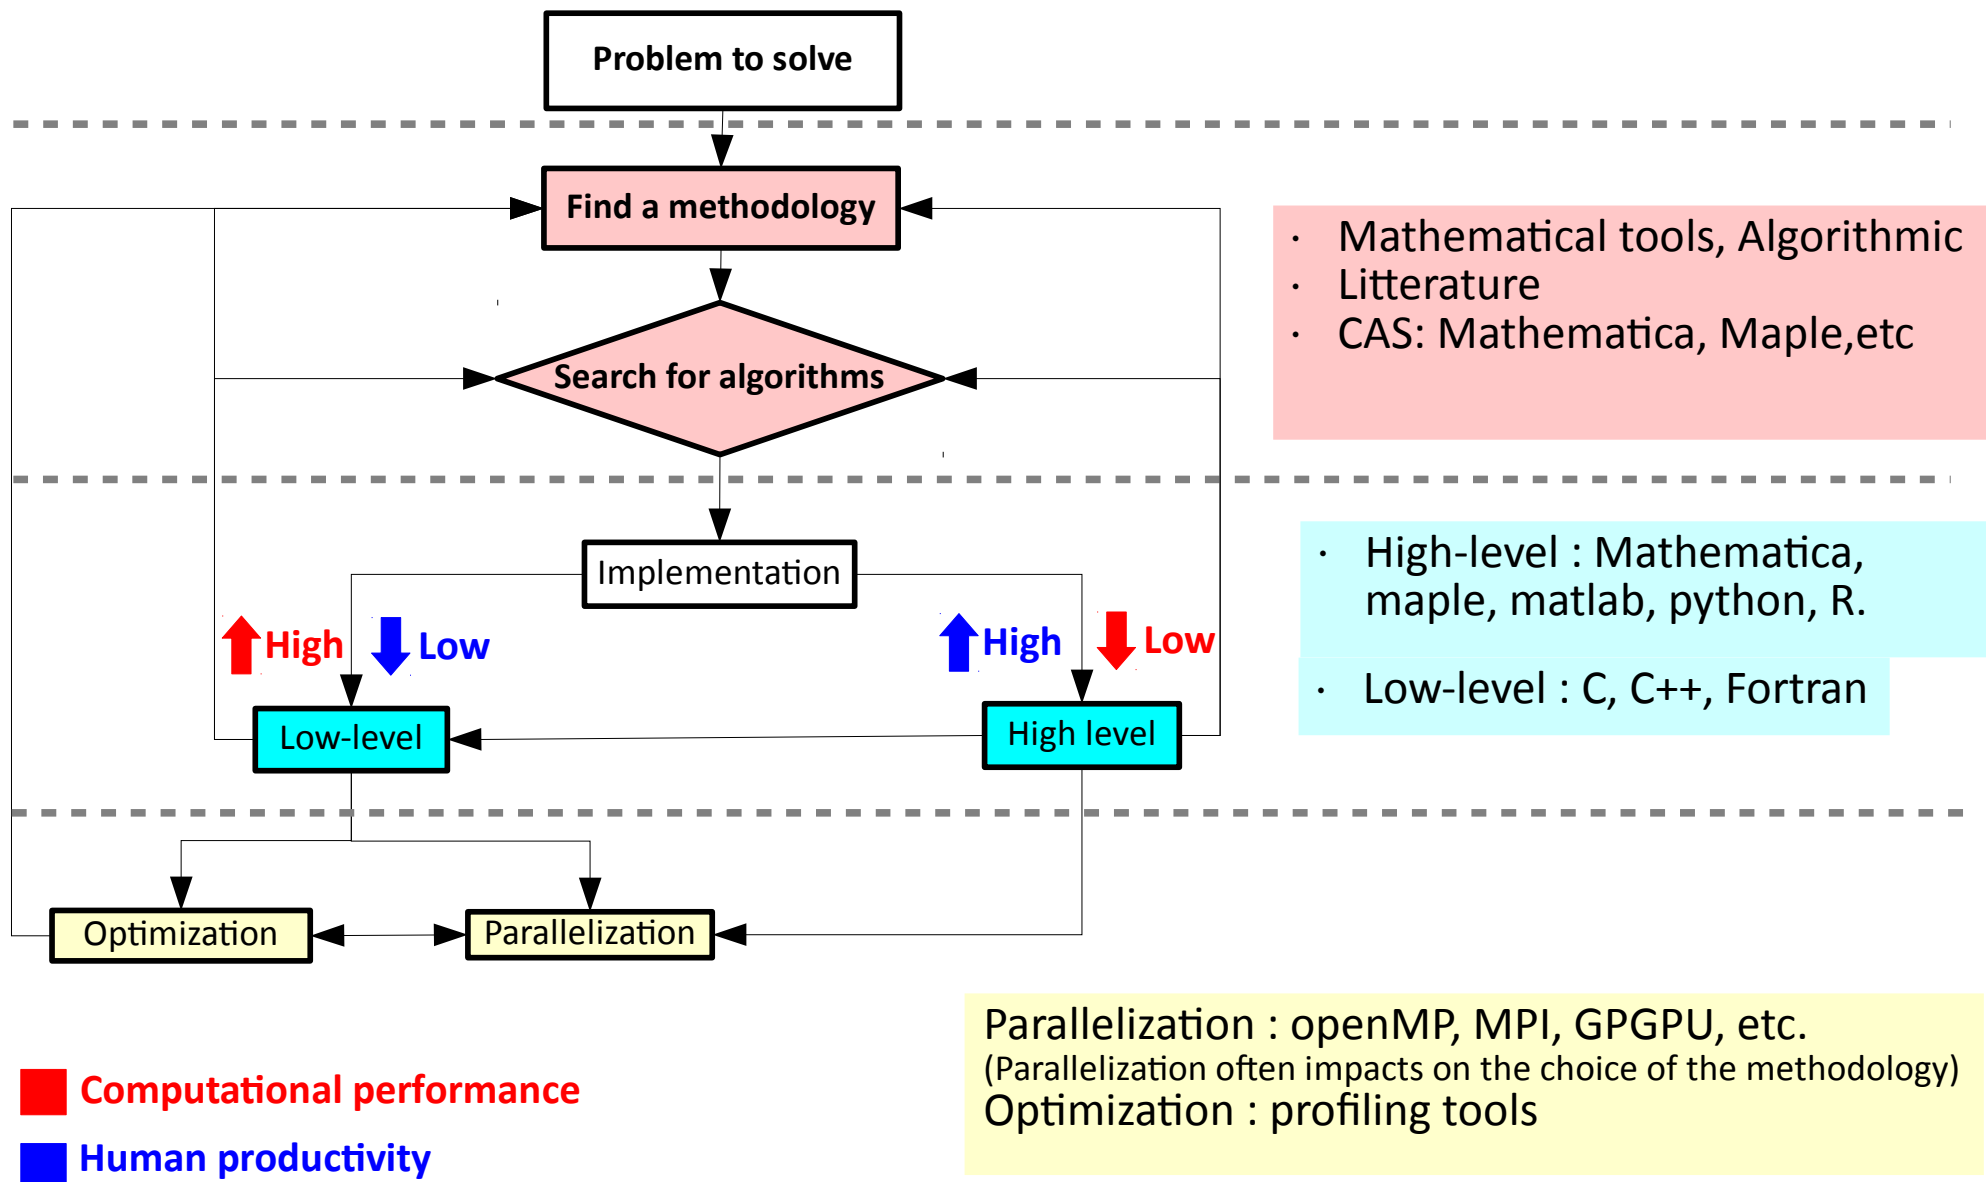 Problem to solve
Find a methodology
· Mathematical tools, Algorithmic
· Litterature
· CAS: Mathematica, Maple,etc
Search for algorithms
Implementation
· High-level : Mathematica,
maple, matlab, python, R.
· Low-level : C, C++, Fortran
High
Low
High
Low
Low-level
High level
Optimization
Parallelization
Parallelization : openMP, MPI, GPGPU, etc.
(Parallelization often impacts on the choice of the methodology)
Optimization : profiling tools
Computational performance
Human productivity